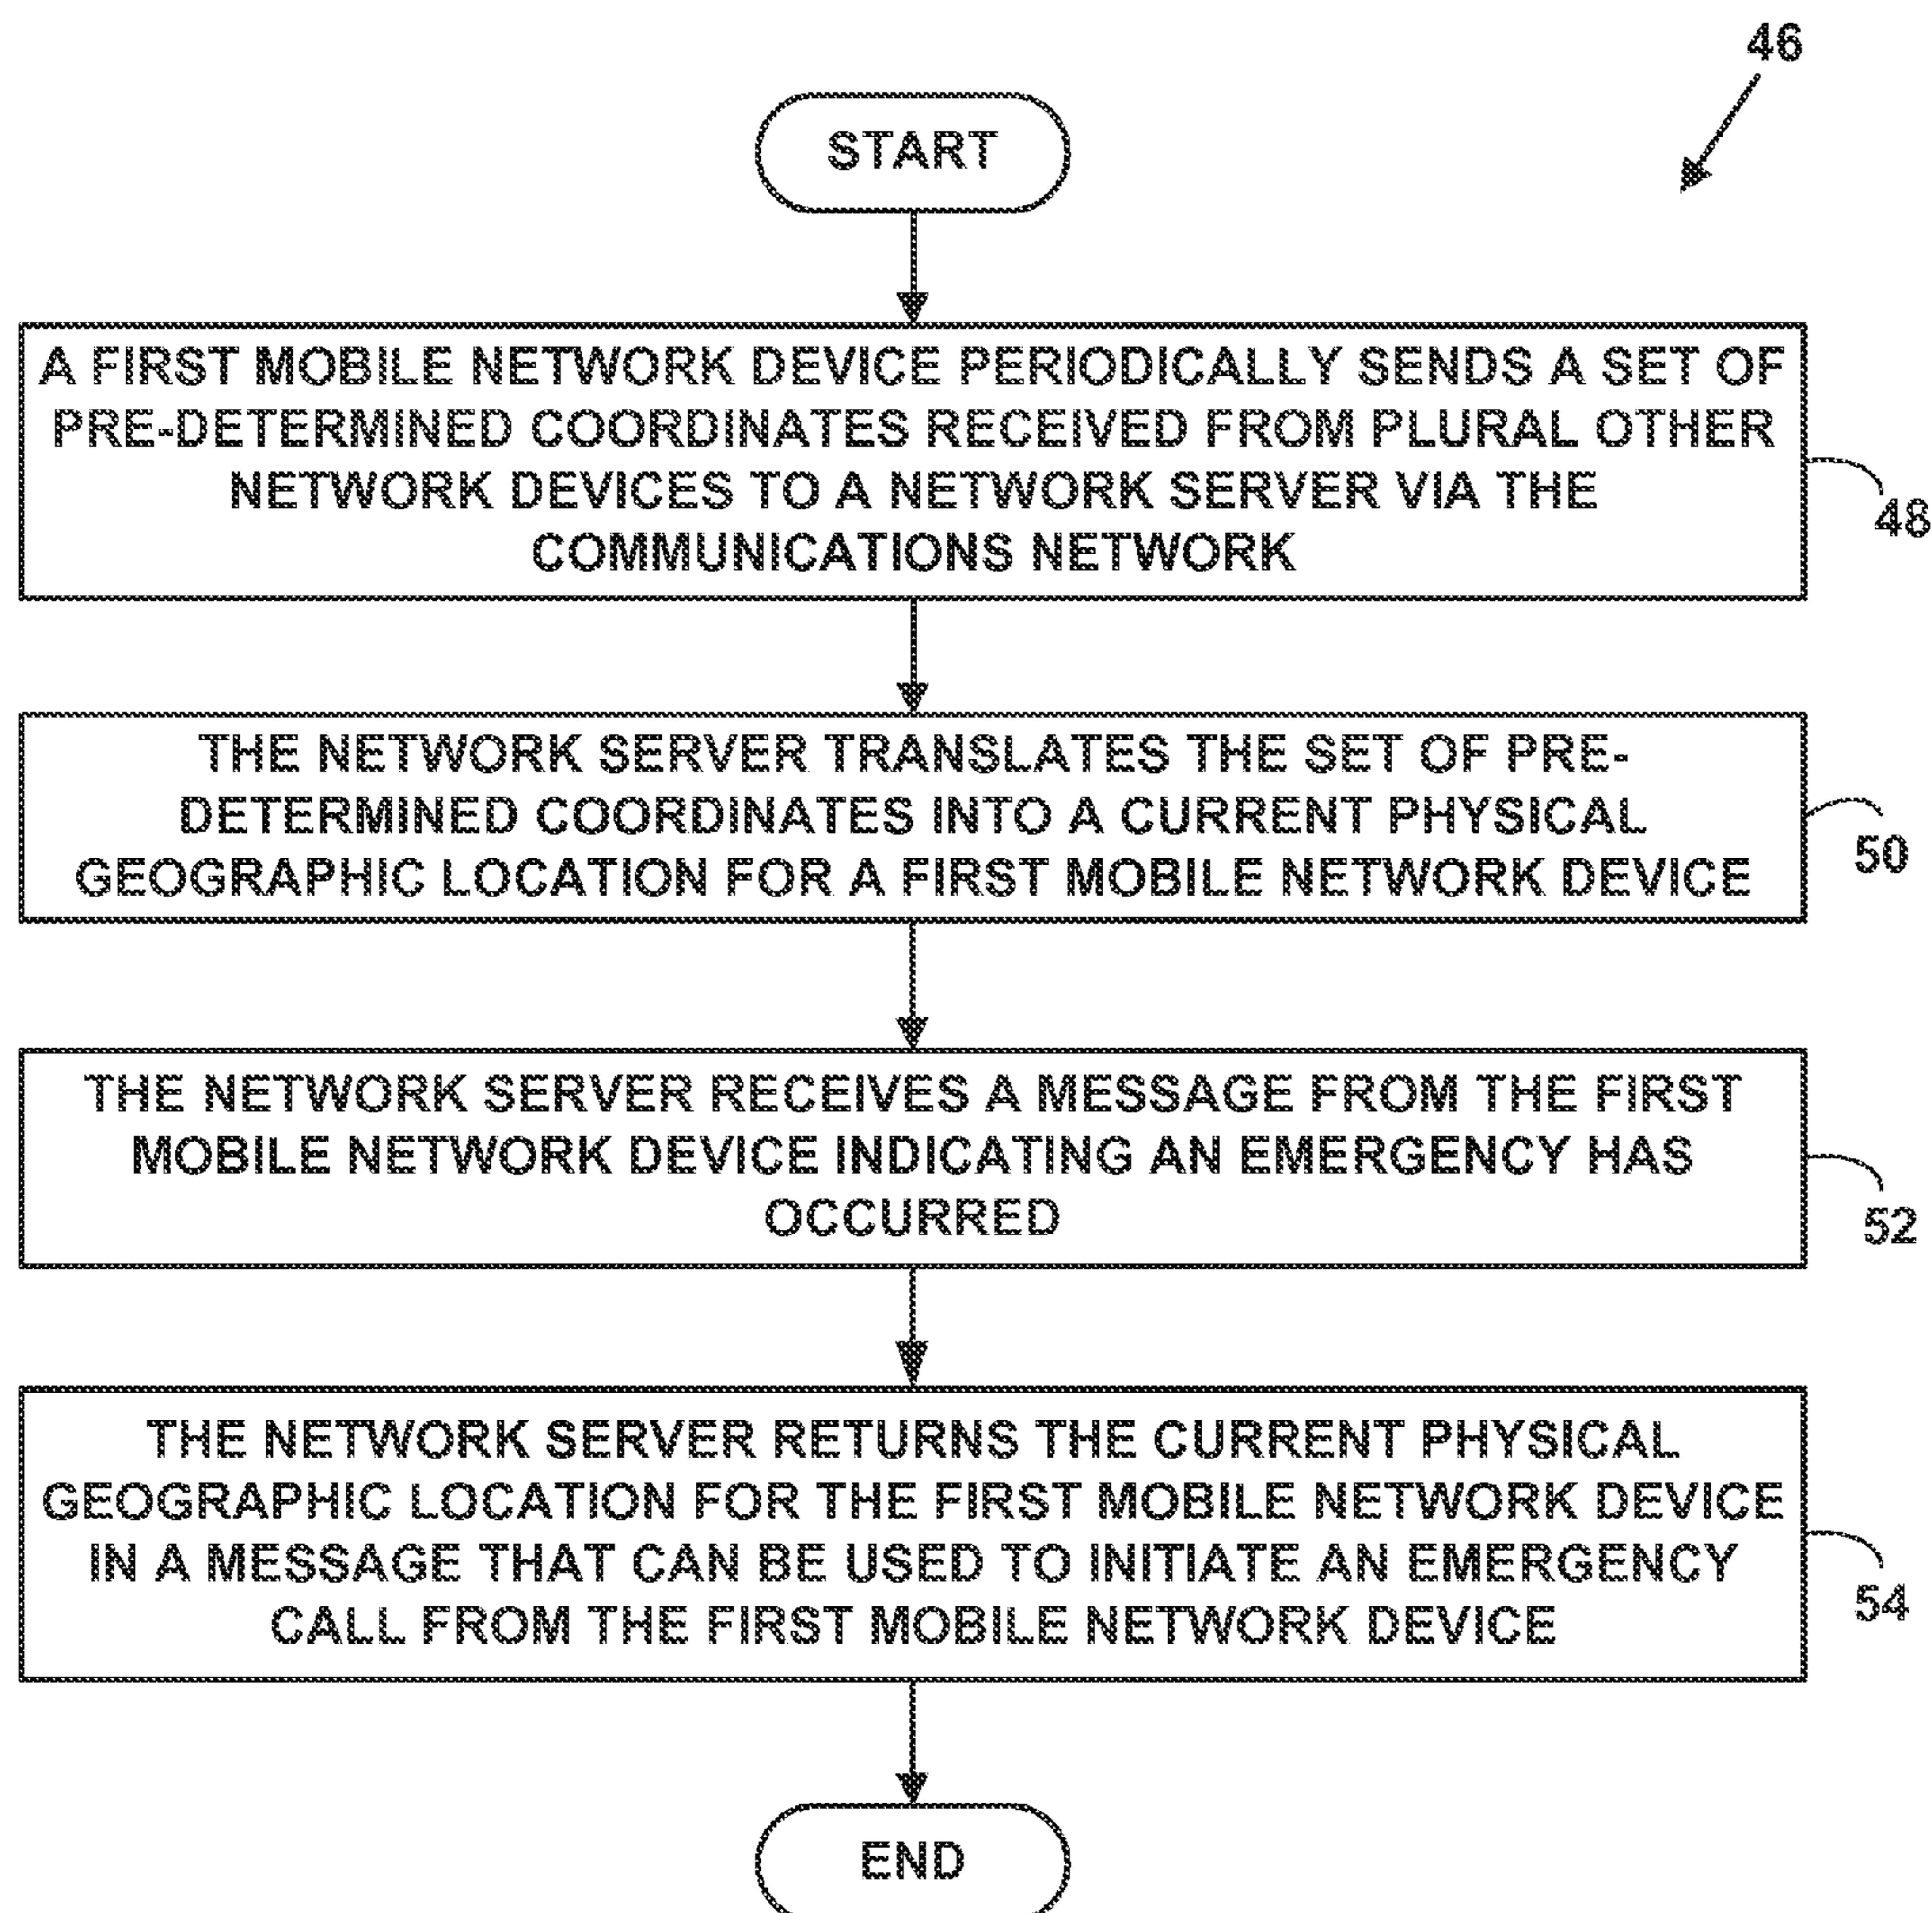 46
START
A FIRST MOBILE NETWORK DEVICE PERIODICALLY SENDS A SET OF
PRE-DETERMINED COORDINATES RECEIVED FROM PLURAL OTHER
NETWORK DEVICES TO A NETWORK SERVER VIA THE
COMMUNICATIONS NETWORK
48
THE NETWORK SERVER TRANSLATES THE SET OF PRE-
DETERMINED COORDINATES INTO A CURRENT PHYSICAL
GEOGRAPHIC LOCATION FOR A FIRST MOBILE NETWORK DEVICE
50
THE NETWORK SERVER RECEIVES A MESSAGE FROM THE FIRST
MOBILE NETWORK DEVICE INDICATING AN EMERGENCY HAS
OCCURRED
52
THE NETWORK SERVER RETURNS THE CURRENT PHYSICAL
GEOGRAPHIC LOCATION FOR THE FIRST MOBILE NETWORK DEVICE
IN A MESSAGE THAT CAN BE USED TO INITIATE AN EMERGENCY
CALL FROM THE FIRST MOBILE NETWORK DEVICE
54
END